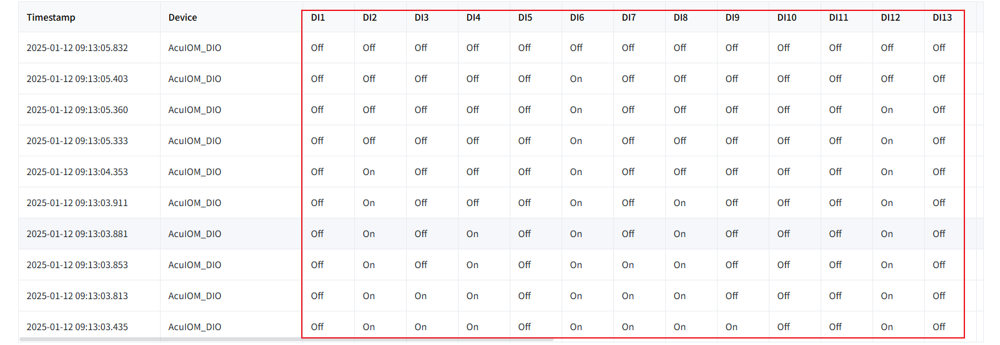 Timestamp Device DI1 DI2 DI3 DI4 DI5 DI6 DI7 DI8 DI9 DI10 DI11 DI12 DI13
2025-01-12 09:13:05.832 AcuIOM_DIO Off Off Off Off Off Off Off Off Off Off Off Off Off
2025-01-12 09:13:05.403 AcuIOM_DIO Off Off Off Off Off On Off Off Off Off Off Off Off
2025-01-12 09:13:05.360 AcuIOM_DIO Off Off Off Off Off On Off Off Off Off Off On Off
2025-01-12 09:13:05.333 AcuIOM_DIO Off Off Off Off Off On Off Off Off Off Off On Off
2025-01-12 09:13:04.353 AcuIOM_DIO Off On Off Off Off On Off Off Off Off Off On Off
2025-01-12 09:13:03.911 AcuIOM_DIO Off On Off Off Off On Off On Off Off Off On Off
2025-01-12 09:13:03.881 AcuIOM_DIO Off On Off On Off On Off On Off Off Off On Off
2025-01-12 09:13:03.853 AcuIOM_DIO Off On Off On Off On On On Off Off Off On Off
2025-01-12 09:13:03.813 AcuIOM_DIO Off On On On Off On On On Off Off Off On Off
2025-01-12 09:13:03.435 AcuIOM_DIO Off On On On Off On On On On Off Off On Off